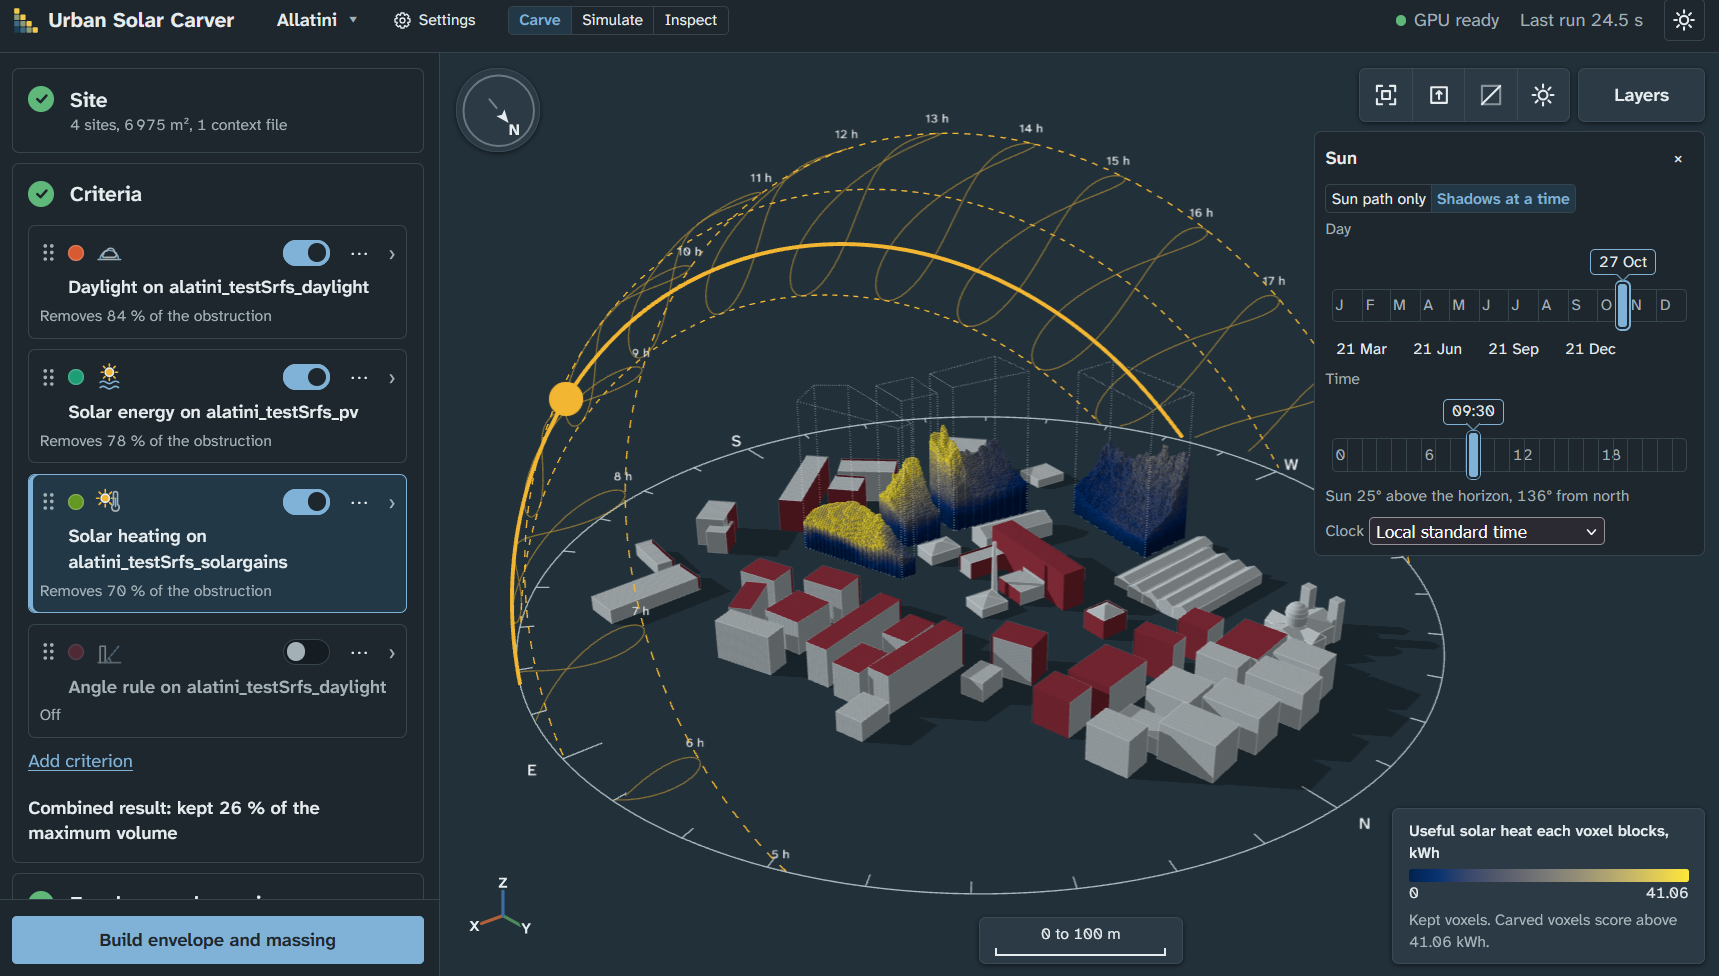 Urban Solar Carver
Allatini
Settings
Carve
Simulate
Inspect
GPU ready
Last run 24.5 s
Site
4 sites, 6 975 m², 1 context file
Criteria
Daylight on alatini_testSrfs_daylight
Removes 84 % of the obstruction
Solar energy on alatini_testSrfs_pv
Removes 78 % of the obstruction
Solar heating on
alatini_testSrfs_solargains
Removes 70 % of the obstruction
Angle rule on alatini_testSrfs_daylight
Off
Add criterion
Combined result: kept 26 % of the
maximum volume
Build envelope and massing
N
13 h
12 h
14 h
15 h
11 h
16 h
10 h
17 h
9 h
S
W
8 h
7 h
6 h
E
N
5 h
Z
X
Y
0 to 100 m
Layers
Sun
×
Sun path only
Shadows at a time
Day
27 Oct
J F M A M J J A S O N D
21 Mar
21 Jun
21 Sep
21 Dec
Time
09:30
0 6 12 18
Sun 25° above the horizon, 136° from north
Clock
Local standard time
Useful solar heat each voxel blocks,
kWh
0
41.06
Kept voxels. Carved voxels score above
41.06 kWh.